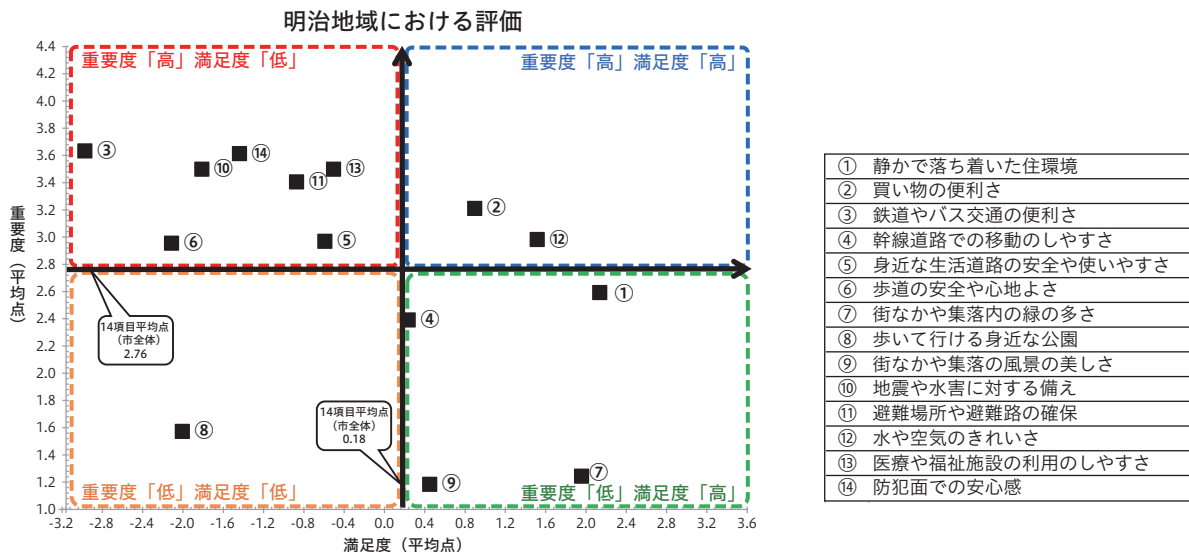 明治地域における評価
重要度（平均点）
4.4
4.2
4.0
3.8
3.6
3.4
3.2
3.0
2.8
2.6
2.4
2.2
2.0
1.8
1.6
1.4
1.2
1.0
重要度「高」満足度「低」
重要度「高」満足度「高」
③
⑩
⑭
⑪
⑬
②
⑥
⑤
⑫
①
④
14項目平均点
（市全体）
2.76
⑧
14項目平均点
（市全体）
0.18
⑨
⑦
重要度「低」満足度「低」
重要度「低」満足度「高」
-3.2 -2.8 -2.4 -2.0 -1.6 -1.2 -0.8 -0.4 0.0 0.4 0.8 1.2 1.6 2.0 2.4 2.8 3.2 3.6
満足度（平均点）
① 静かで落ち着いた住環境
② 買い物の便利さ
③ 鉄道やバス交通の便利さ
④ 幹線道路での移動のしやすさ
⑤ 身近な生活道路の安全や使いやすさ
⑥ 歩道の安全や心地よさ
⑦ 街なかや集落内の緑の多さ
⑧ 歩いて行ける身近な公園
⑨ 街なかや集落の風景の美しさ
⑩ 地震や水害に対する備え
⑪ 避難場所や避難路の確保
⑫ 水や空気のきれいさ
⑬ 医療や福祉施設の利用のしやすさ
⑭ 防犯面での安心感